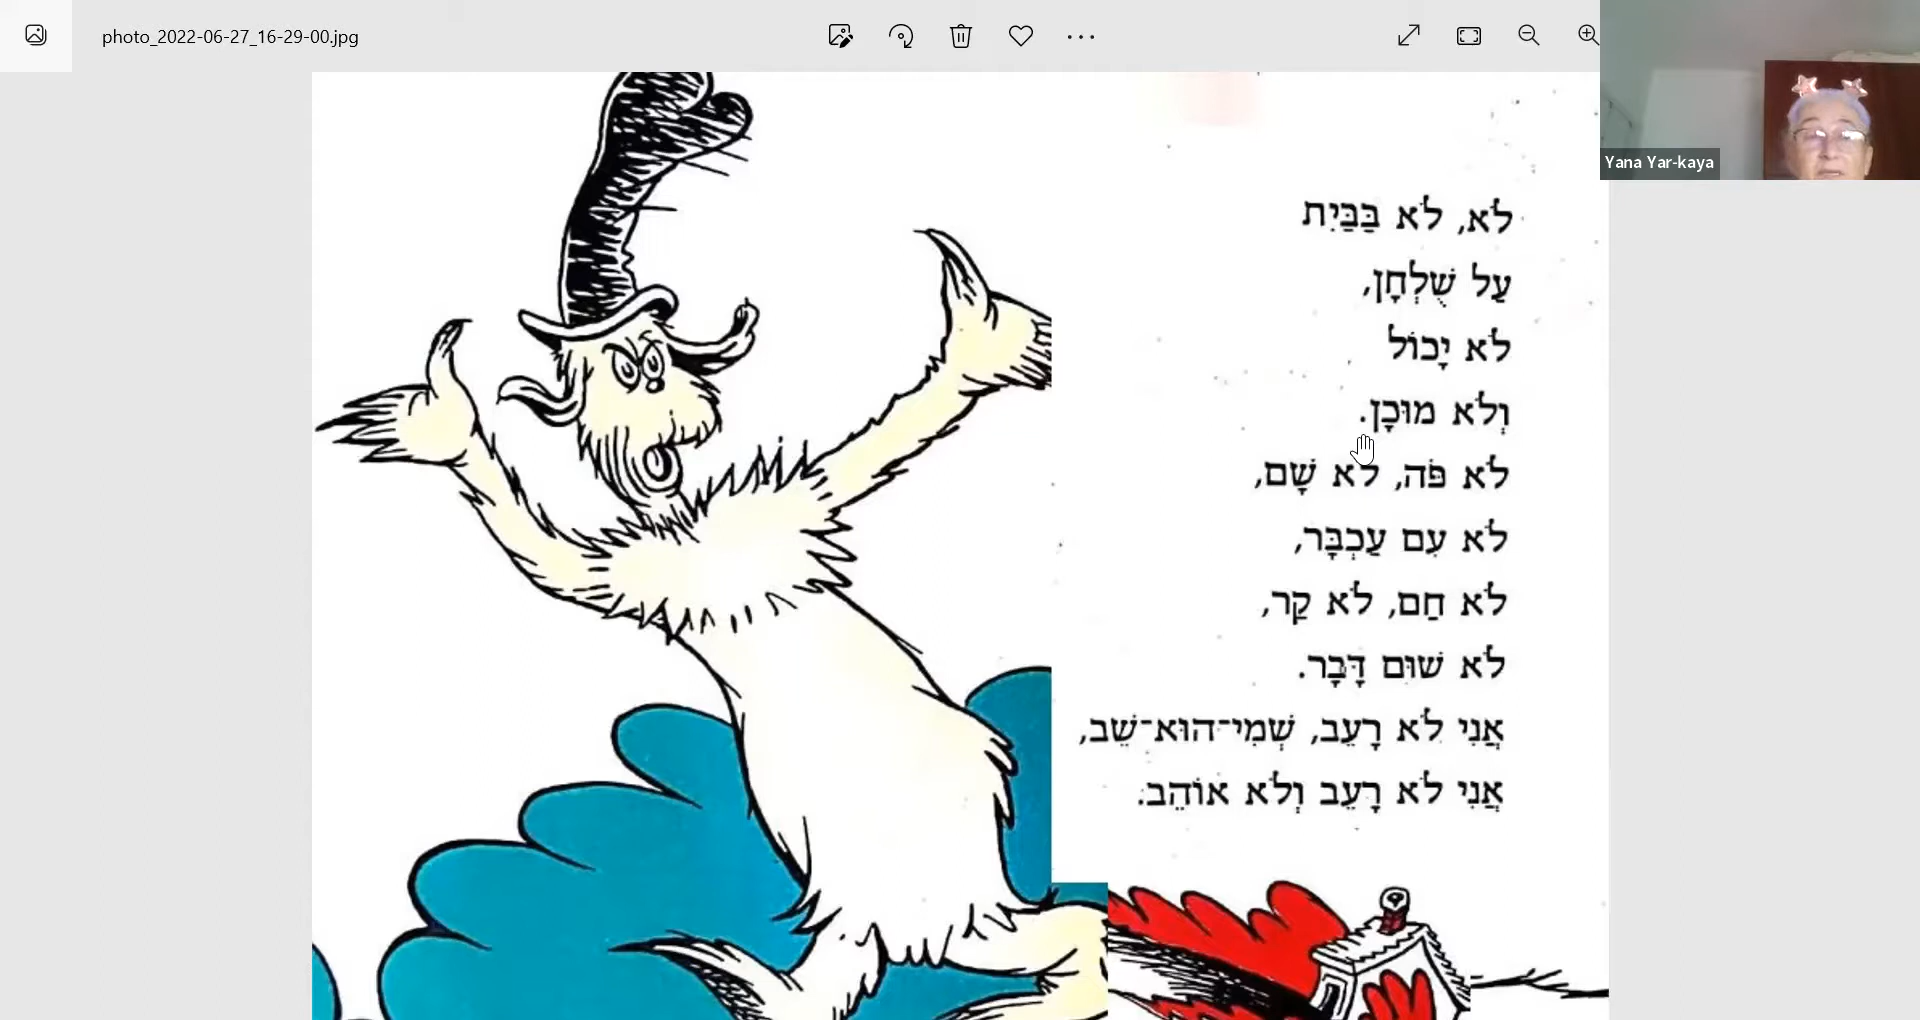 photo_2022-06-27_16-29-00.jpg
Yana Yar-kaya
לֹא, לֹא בַּבַּיִת
עַל שֻׁלְחָן,
לֹא יָכוֹל
וְלֹא מוּכָן.
לֹא פֹּה, לֹא שָׁם,
לֹא עִם עַכְבָּר,
לֹא חַם, לֹא קַר,
לֹא שׁוּם דָּבָר.
אֲנִי לֹא רָעֵב, שְׁמִי־הוּא־שֵׁב,
אֲנִי לֹא רָעֵב וְלֹא אוֹהֵב.